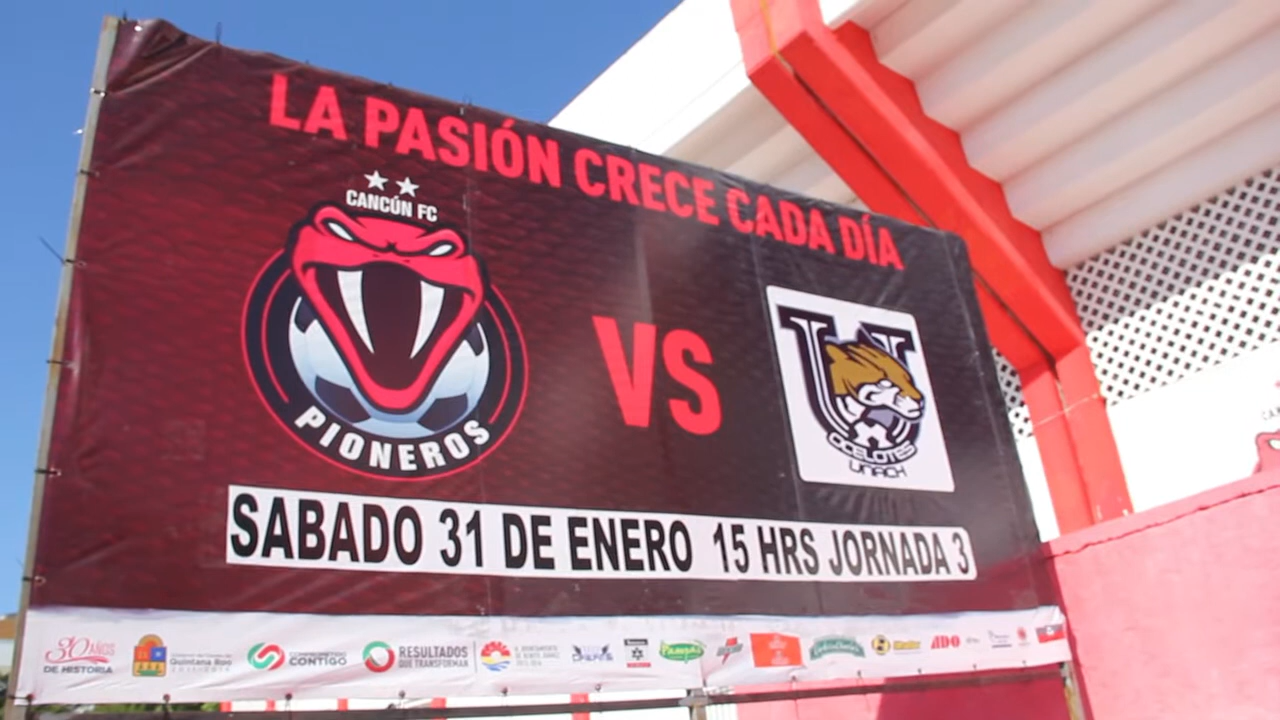 LA PASIÓN CRECE CADA DÍA
CANCÚN FC
PIONEROS
VS
OCELOTES
UNACH
SABADO 31 DE ENERO 15 HRS JORNADA 3
30 AÑOS
DE HISTORIA
Quintana Roo
COMPROMETIDO
CONTIGO
RESULTADOS
QUE TRANSFORMAN
ADO